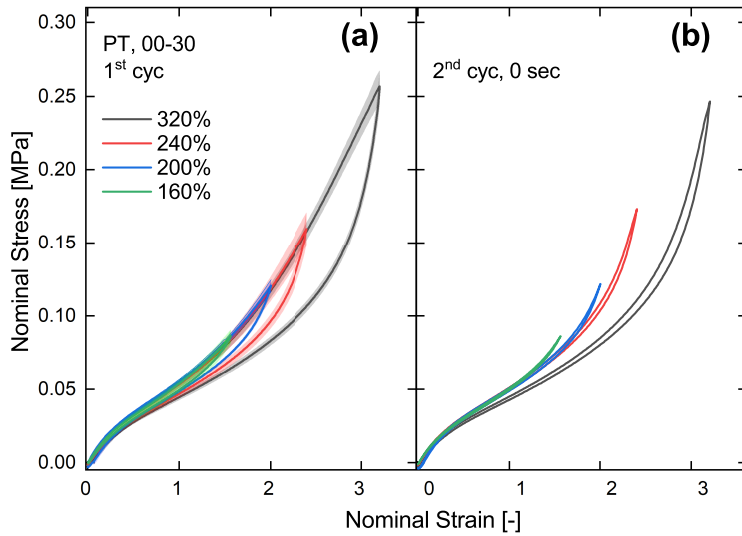 (a)
PT, 00-30
1st cyc
320%
240%
200%
160%
(b)
2nd cyc, 0 sec
0.30
0.25
0.20
0.15
0.10
0.05
0.00
Nominal Stress [MPa]
0 1 2 3
0 1 2 3
Nominal Strain [-]